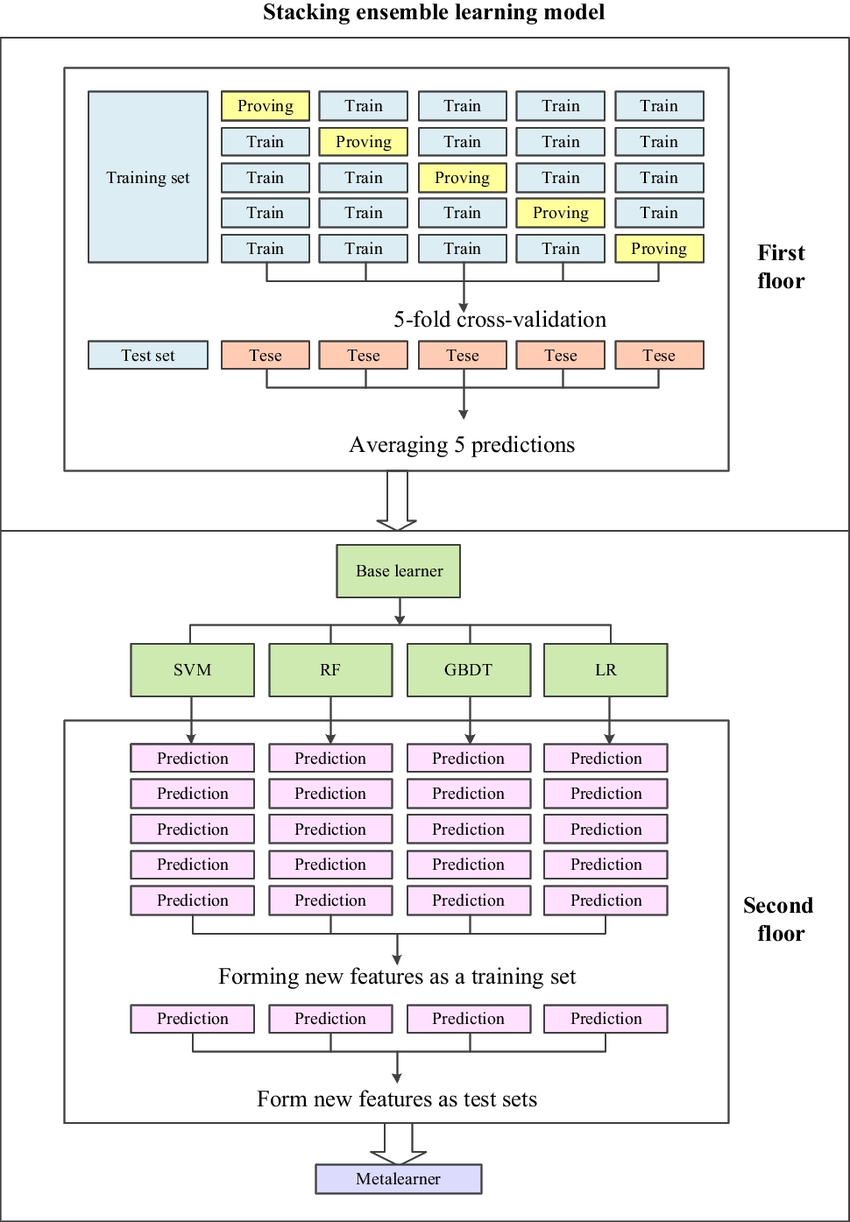 Stacking ensemble learning model
Training set
Proving Train Train Train Train
Train Proving Train Train Train
Train Train Proving Train Train
Train Train Train Proving Train
Train Train Train Train Proving
First
floor
5-fold cross-validation
Test set Tese Tese Tese Tese Tese
Averaging 5 predictions
Base learner
SVM RF GBDT LR
Prediction Prediction Prediction Prediction
Prediction Prediction Prediction Prediction
Prediction Prediction Prediction Prediction
Prediction Prediction Prediction Prediction
Prediction Prediction Prediction Prediction
Second
floor
Forming new features as a training set
Prediction Prediction Prediction Prediction
Form new features as test sets
Metalearner